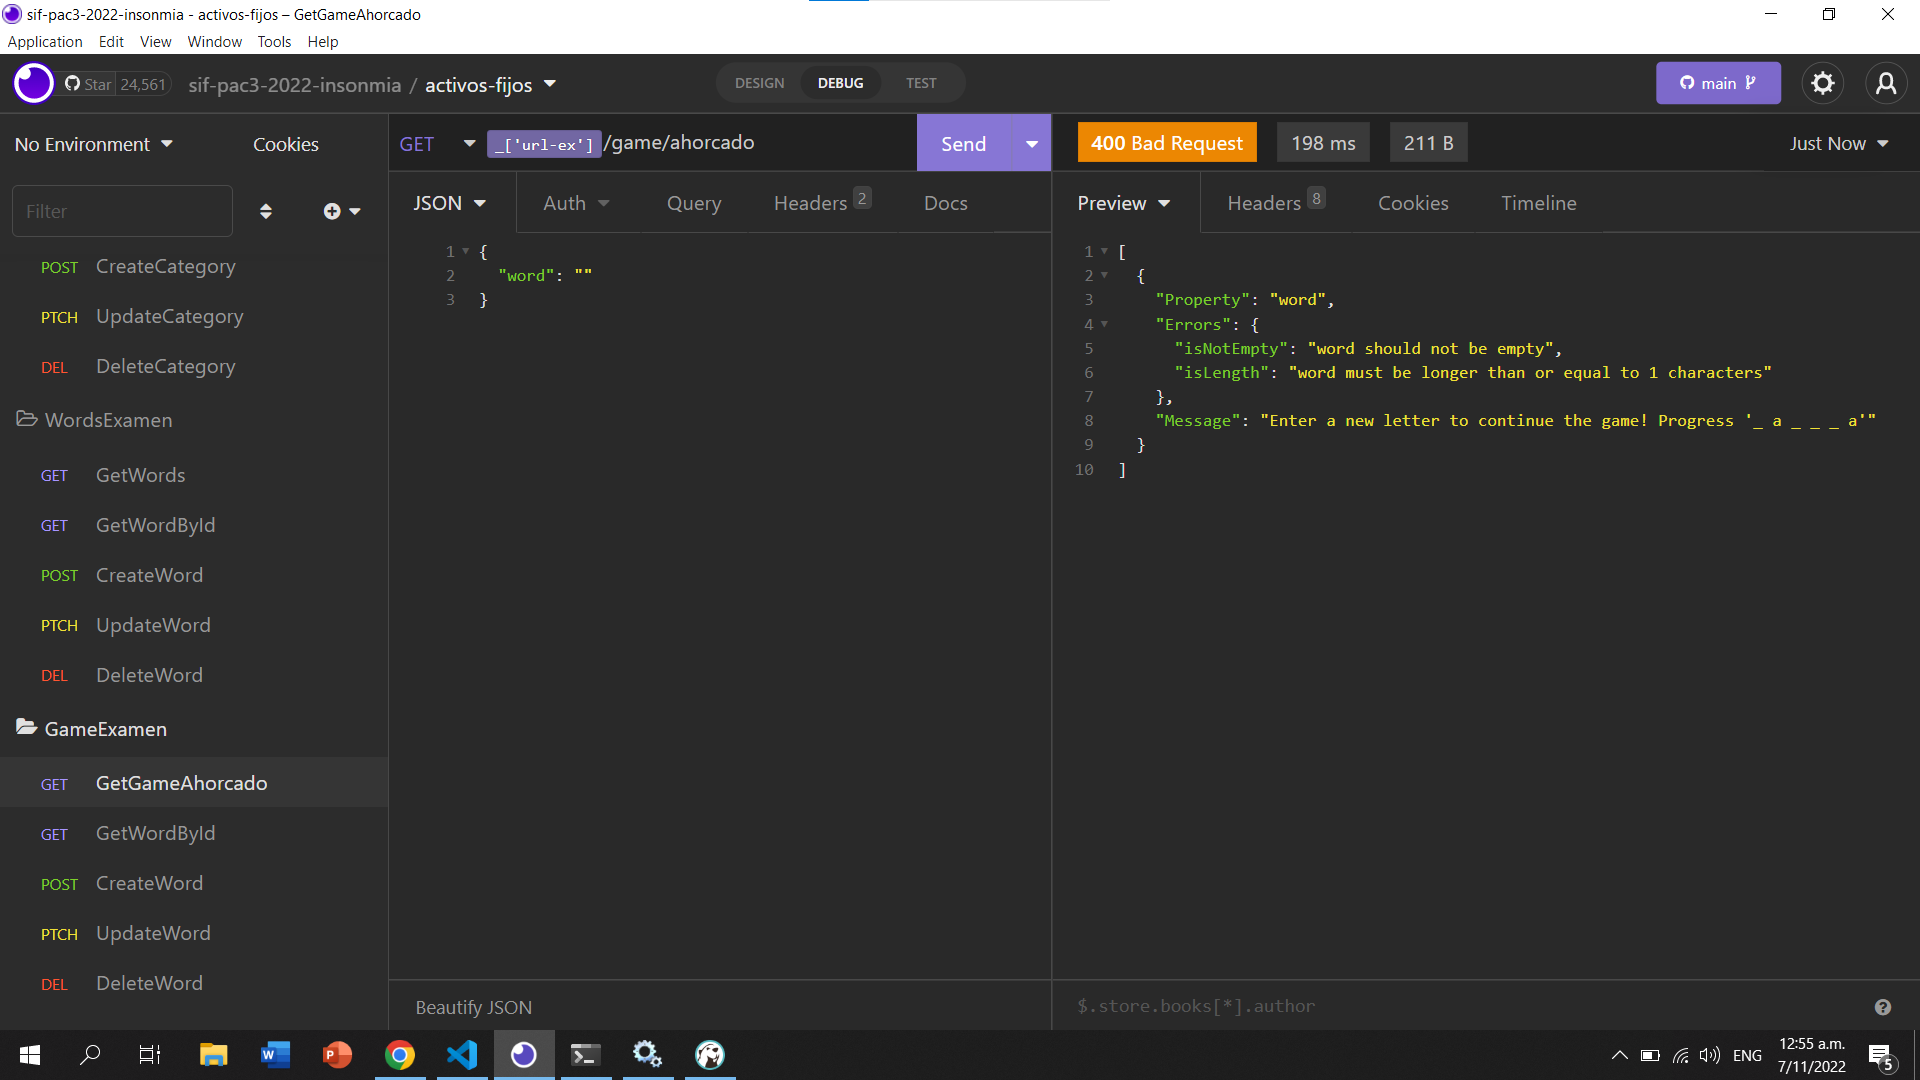 sif-pac3-2022-insonmia - activos-fijos – GetGameAhorcado
Application Edit View Window Tools Help
Star 24,561 sif-pac3-2022-insonmia / activos-fijos DESIGN DEBUG TEST main
No Environment Cookies
Filter
POST CreateCategory
PTCH UpdateCategory
DEL DeleteCategory
WordsExamen
GET GetWords
GET GetWordById
POST CreateWord
PTCH UpdateWord
DEL DeleteWord
GameExamen
GET GetGameAhorcado
GET GetWordById
POST CreateWord
PTCH UpdateWord
DEL DeleteWord
GET _['url-ex']/game/ahorcado Send
JSON Auth Query Headers 2 Docs
1 {
2 "word": ""
3 }
Beautify JSON
400 Bad Request 198 ms 211 B Just Now
Preview Headers 8 Cookies Timeline
1 [
2 {
3 "Property": "word",
4 "Errors": {
5 "isNotEmpty": "word should not be empty",
6 "isLength": "word must be longer than or equal to 1 characters"
7 },
8 "Message": "Enter a new letter to continue the game! Progress '_ a _ _ _ a'"
9 }
10 ]
$.store.books[*].author
W P ENG 12:55 a.m.
7/11/2022 5